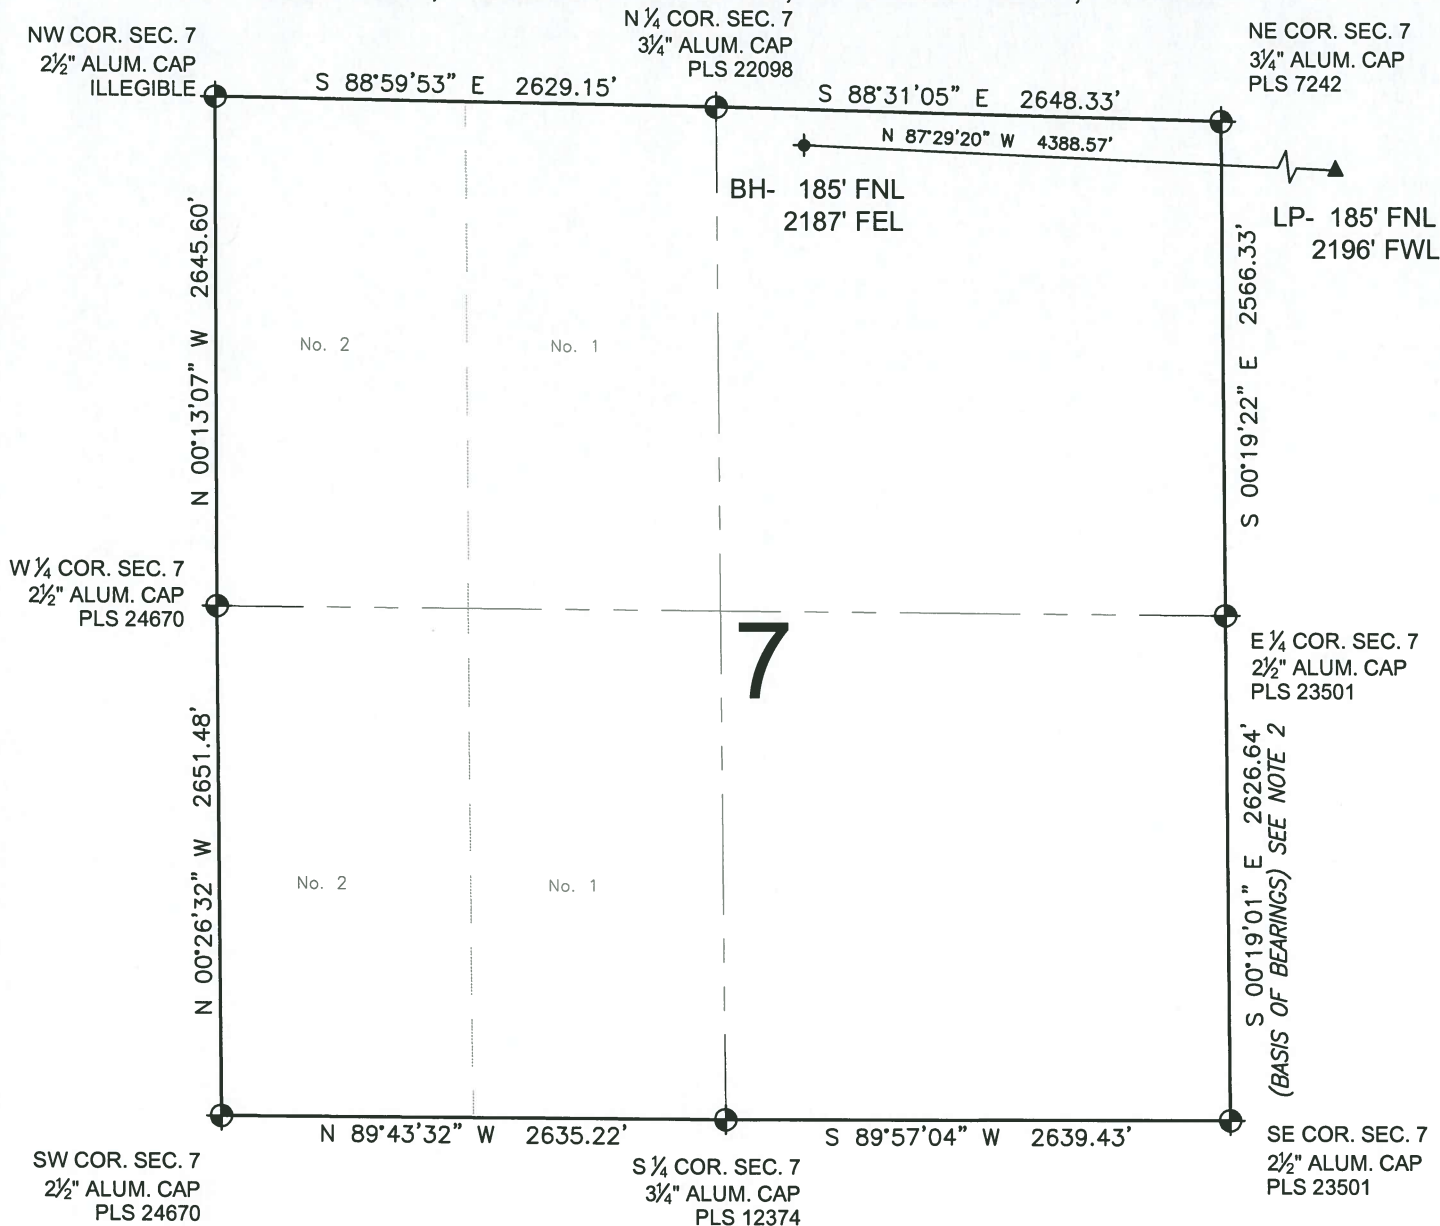 NW COR. SEC. 7
2½" ALUM. CAP
ILLEGIBLE
N ¼ COR. SEC. 7
3¼" ALUM. CAP
PLS 22098
NE COR. SEC. 7
3¼" ALUM. CAP
PLS 7242
S 88°59'53" E 2629.15'
S 88°31'05" E 2648.33'
N 87°29'20" W 4388.57'
BH- 185' FNL
2187' FEL
LP- 185' FNL
2196' FWL
N 00°13'07" W 2645.60'
S 00°19'22" E 2566.33'
No. 2
No. 1
W ¼ COR. SEC. 7
2½" ALUM. CAP
PLS 24670
7
E ¼ COR. SEC. 7
2½" ALUM. CAP
PLS 23501
N 00°26'32" W 2651.48'
S 00°19'01" E 2626.64'
(BASIS OF BEARINGS) SEE NOTE 2
No. 2
No. 1
N 89°43'32" W 2635.22'
S 89°57'04" W 2639.43'
SW COR. SEC. 7
2½" ALUM. CAP
PLS 24670
S ¼ COR. SEC. 7
3¼" ALUM. CAP
PLS 12374
SE COR. SEC. 7
2½" ALUM. CAP
PLS 23501